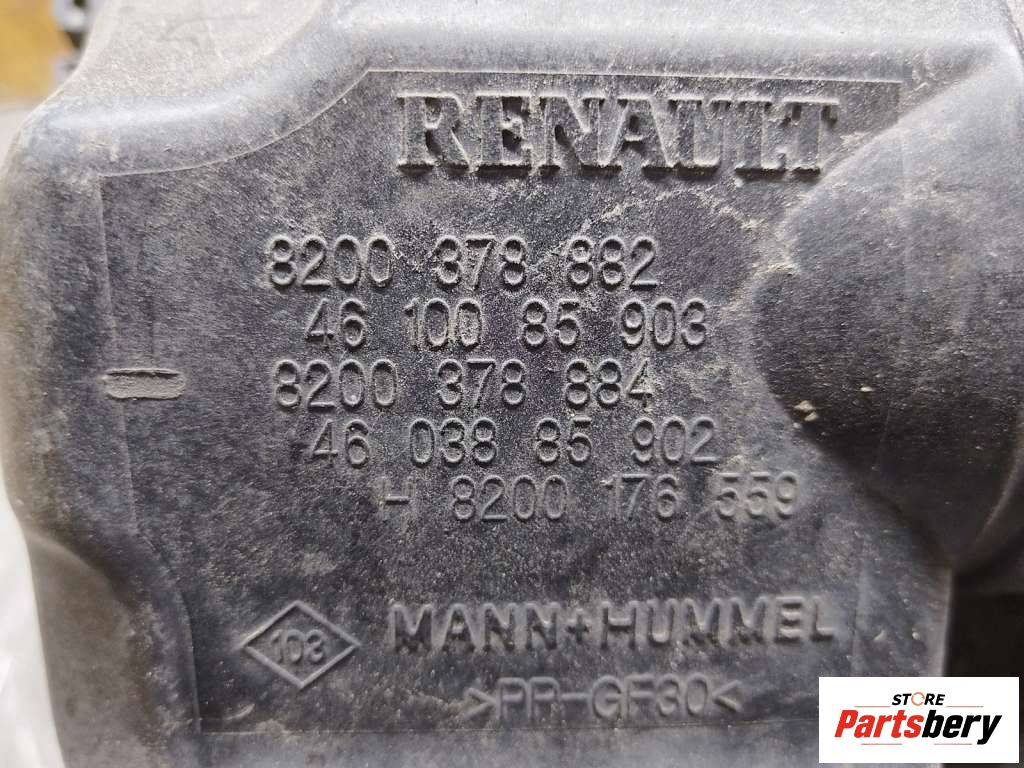 RENAULT
8200 378 882
46 100 85 903
8200 378 884
46 038 85 902
H 8200 176 559
103
MANN+HUMMEL
>PP-GF30<
STORE
Partsbery